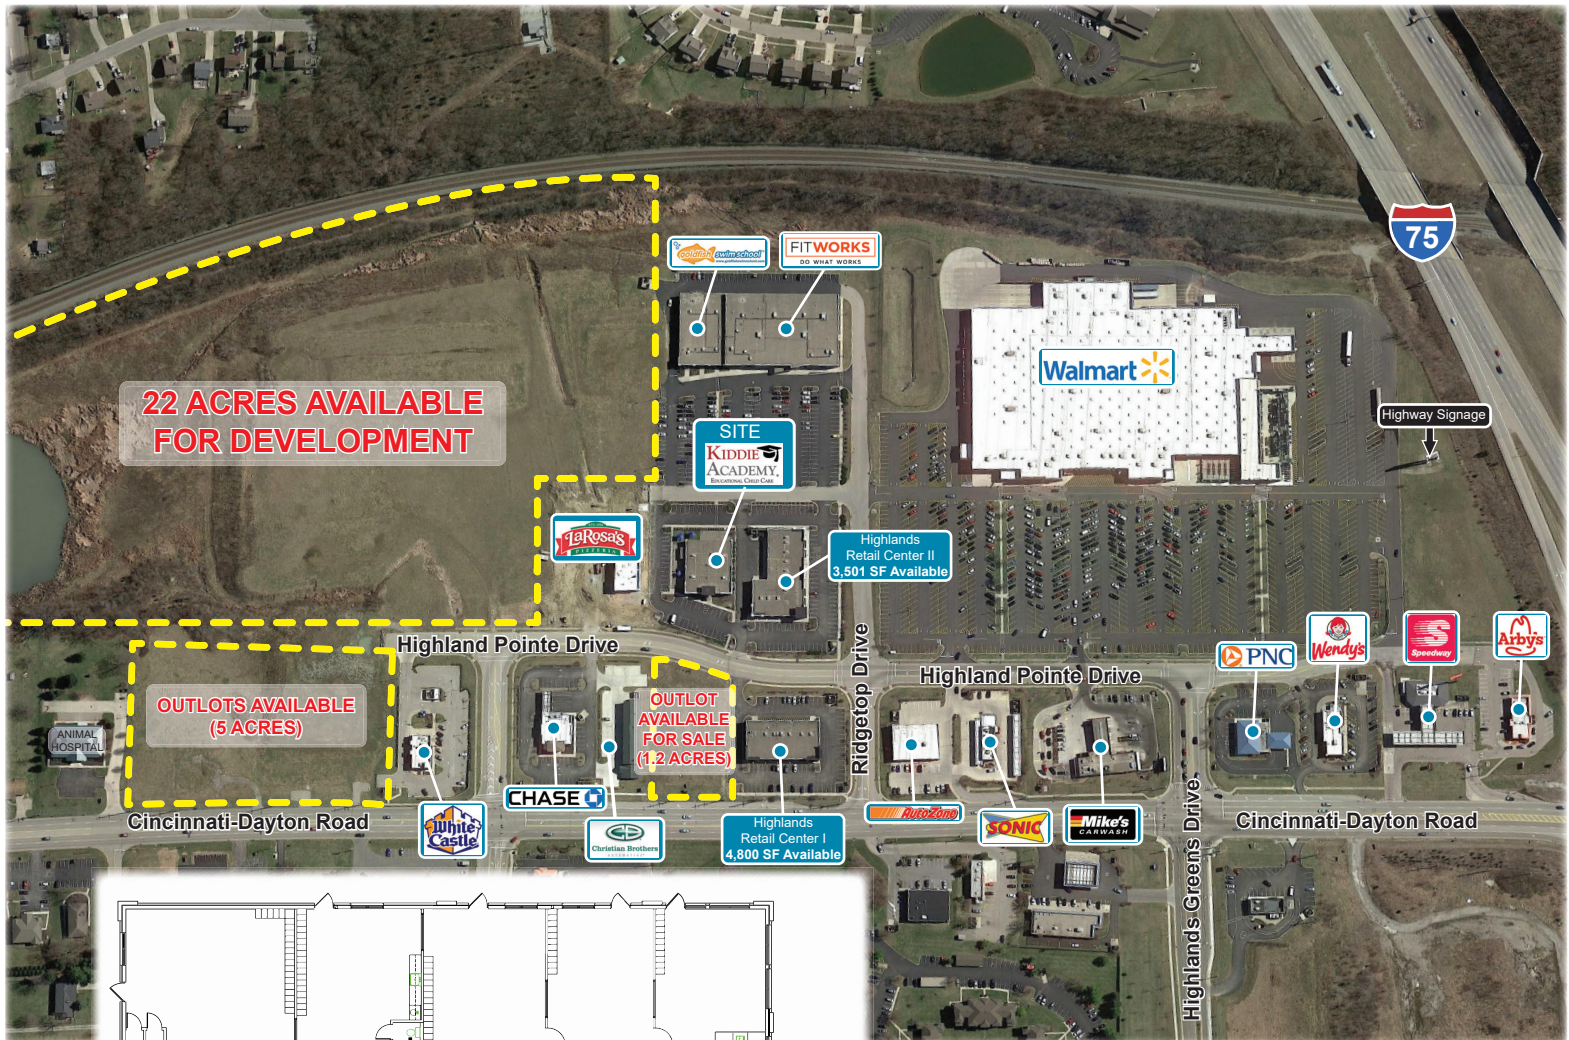 75
goldfish swim school
FITWORKS
DO WHAT WORKS
Walmart
22 ACRES AVAILABLE
FOR DEVELOPMENT
Highway Signage
SITE
KIDDIE
ACADEMY
EDUCATIONAL CHILD CARE
LaRosa's
PIZZERIA
Highlands
Retail Center II
3,501 SF Available
Highland Pointe Drive
Highland Pointe Drive
Ridgetop Drive
PNC
Wendy's
Speedway
Arby's
OUTLOTS AVAILABLE
(5 ACRES)
OUTLOT
AVAILABLE
FOR SALE
(1.2 ACRES)
ANIMAL
HOSPITAL
CHASE
White
Castle
Christian Brothers
AutoZone
SONIC
Mike's
CARWASH
Highlands
Retail Center I
4,800 SF Available
Cincinnati-Dayton Road
Cincinnati-Dayton Road
Highlands Greens Drive